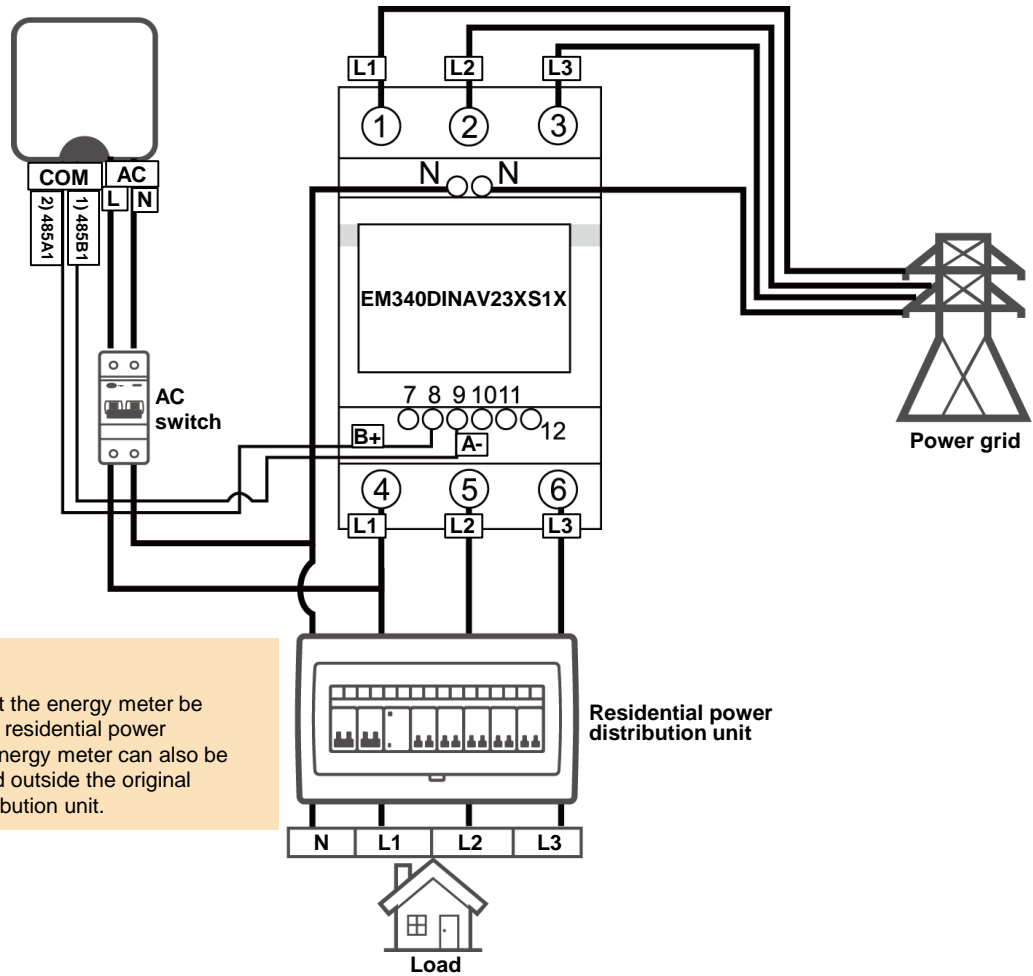 L1 L2 L3
1 2 3
COM AC
L N
2) 485A1
1) 485B1
N N
EM340DINAV23XS1X
AC
switch
7 8 9 10 11
12
B+ A-
4 5 6
L1 L2 L3
Power grid
t the energy meter be
residential power
nergy meter can also be
d outside the original
ibution unit.
Residential power
distribution unit
N L1 L2 L3
Load